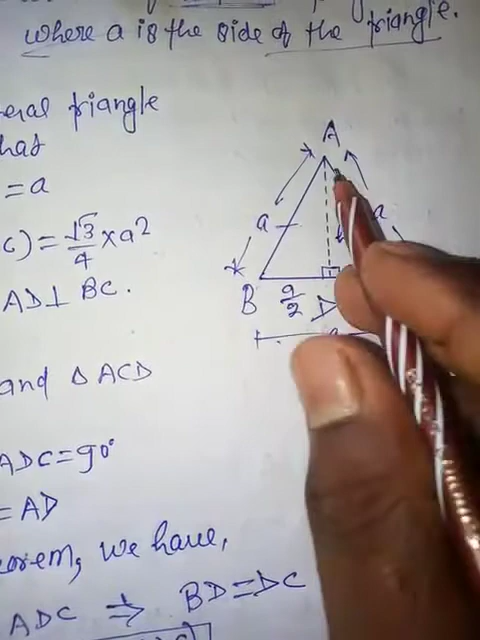 where a is the side of the triangle.
eral triangle
hat
= a
c) = √3/4 × a²
AD ⊥ BC.
and Δ ACD
ADC = 90°
= AD
orem, we have,
ADC ⇒ BD = DC
A
a
a
B a/2 D